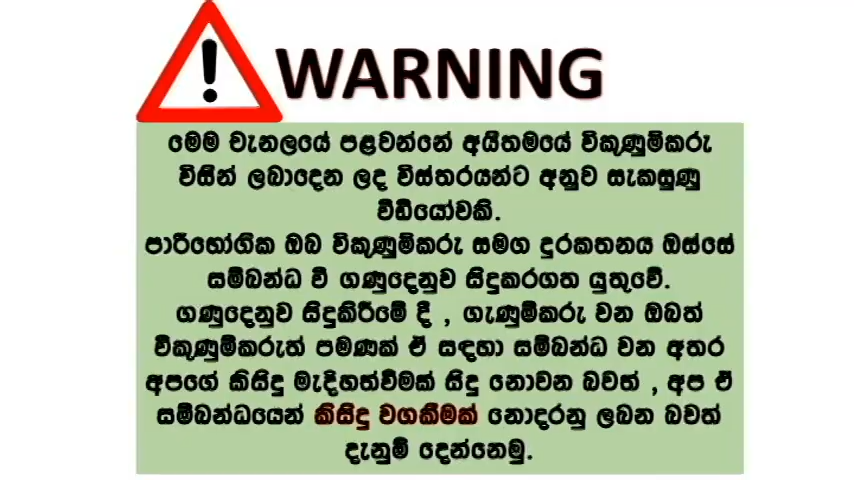 WARNING
මෙම චැනලයේ පළවන්නේ අයිතමයේ විකුණුම්කරු
විසින් ලබාදෙන ලද විස්තරයන්ට අනුව සැකසුණු
වීඩියෝවකි.
පාරිභෝගික ඔබ විකුණුම්කරු සමග දුරකතනය ඔස්සේ
සම්බන්ධ වී ගණුදෙනුව සිදුකරගත යුතුවේ.
ගණුදෙනුව සිදුකිරීමේ දී , ගැණුම්කරු වන ඔබත්
විකුණුම්කරුත් පමණක් ඒ සඳහා සම්බන්ධ වන අතර
අපගේ කිසිදු මැදිහත්වීමක් සිදු නොවන බවත් , අප ඒ
සම්බන්ධයෙන් කිසිදු වගකීමක් නොදරනු ලබන බවත්
දැනුම් දෙන්නෙමු.